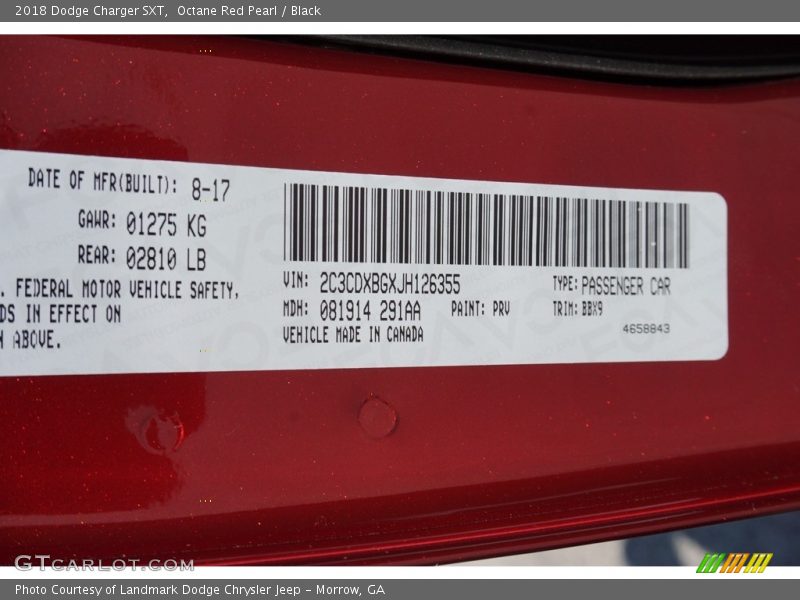 2018 Dodge Charger SXT, Octane Red Pearl / Black
DATE OF MFR(BUILT): 8-17
GAWR: 01275 KG
REAR: 02810 LB
. FEDERAL MOTOR VEHICLE SAFETY,
DS IN EFFECT ON
ABOVE.
VIN: 2C3CDXBGXJH126355
TYPE: PASSENGER CAR
MDH: 081914 291AA
PAINT: PRV
TRIM: BBX9
VEHICLE MADE IN CANADA
4658843
GTcarlot.com
Photo Courtesy of Landmark Dodge Chrysler Jeep - Morrow, GA